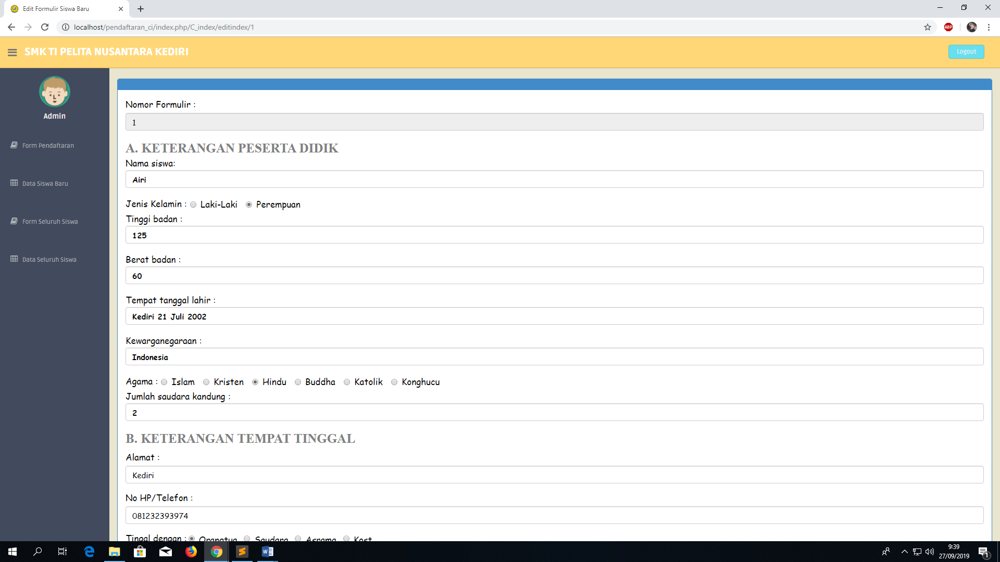 Edit Formulir Siswa Baru
localhost/pendaftaran_ci/index.php/C_index/editindex/1
ABP
SMK TI PELITA NUSANTARA KEDIRI
Logout
Admin
Form Pendaftaran
Data Siswa Baru
Form Seluruh Siswa
Data Seluruh Siswa
Nomor Formulir :
1
A. KETERANGAN PESERTA DIDIK
Nama siswa:
Airi
Jenis Kelamin : Laki-Laki Perempuan
Tinggi badan :
125
Berat badan :
60
Tempat tanggal lahir :
Kediri 21 Juli 2002
Kewarganegaraan :
Indonesia
Agama : Islam Kristen Hindu Buddha Katolik Konghucu
Jumlah saudara kandung :
2
B. KETERANGAN TEMPAT TINGGAL
Alamat :
Kediri
No HP/Telefon :
081232393974
Tinggal dengan : Orangtua Saudara Asrama Kost
9:39
27/09/2019
1